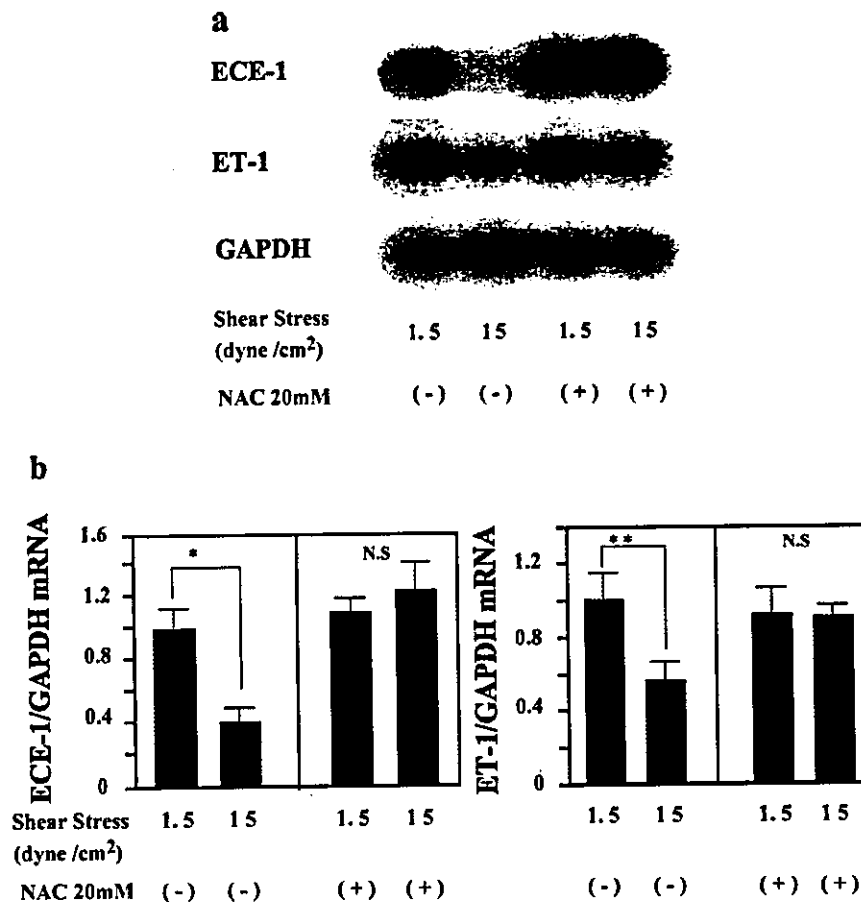 a
ECE-1
ET-1
GAPDH
Shear Stress 1.5 15 1.5 15
(dyne /cm²)
NAC 20mM (-) (-) (+) (+)
b
ECE-1/GAPDH mRNA
1.6
1.2
0.8
0.4
0
*
N.S
ET-1/GAPDH mRNA
1.2
0.8
0.4
0
**
N.S
Shear Stress 1.5 15 1.5 15 1.5 15 1.5 15
(dyne /cm²)
NAC 20mM (-) (-) (+) (+) (-) (-) (+) (+)